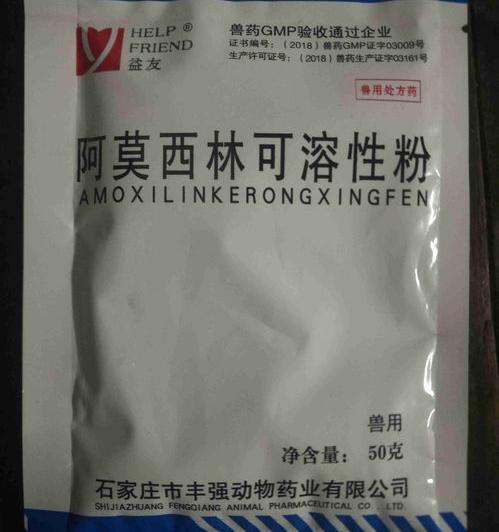 HELP ®
FRIEND
益友
兽药GMP验收通过企业
证书编号：（2018）兽药GMP证字03009号
生产许可证号：（2018）兽药生产证字03161号
兽用处方药
阿莫西林可溶性粉
AMOXILINKERONGXINGFEN
兽用
净含量： 50克
石家庄市丰强动物药业有限公司
SHIJIAZHUANG FENGQIANG ANIMAL PHARMACEUTICAL CO .. LTD